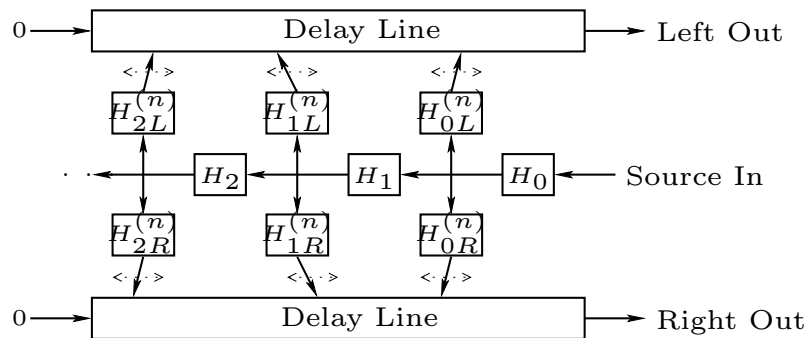 0 Delay Line Left Out
H_{2L}^{(n)} H_{1L}^{(n)} H_{0L}^{(n)}
H_2 H_1 H_0 Source In
H_{2R}^{(n)} H_{1R}^{(n)} H_{0R}^{(n)}
0 Delay Line Right Out